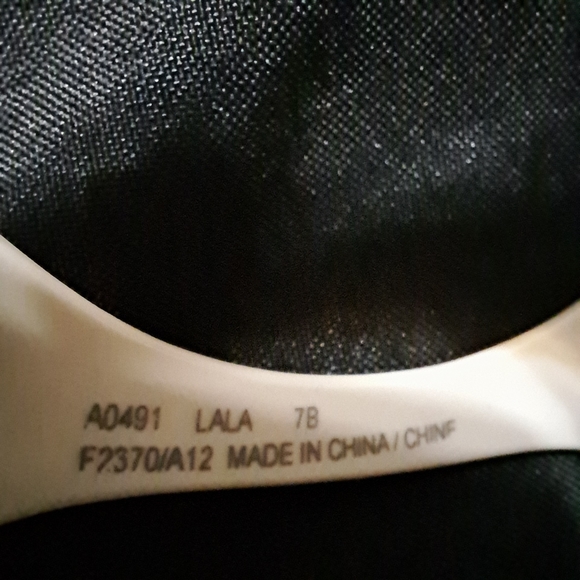 A0491 LALA 7B
F2370/A12 MADE IN CHINA / CHINE